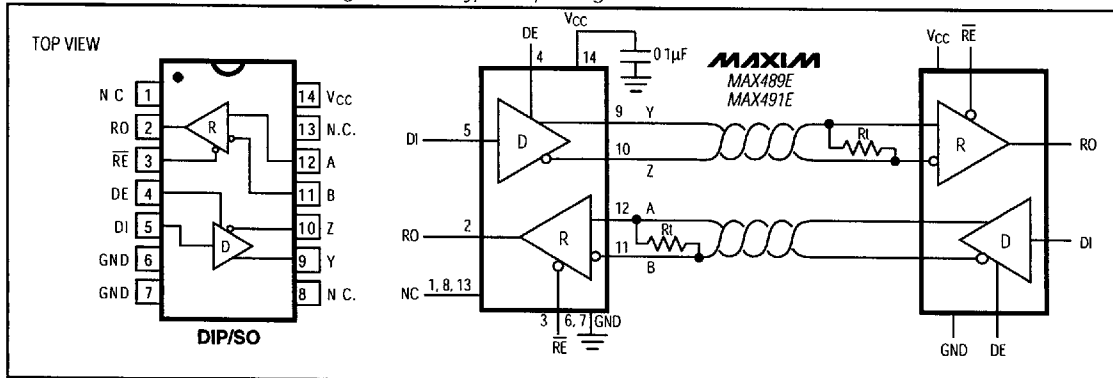 TOP VIEW
N C 1
RO 2
RE 3
DE 4
DI 5
GND 6
GND 7
14 VCC
13 N.C.
12 A
11 B
10 Z
9 Y
8 N C.
R
D
DIP/SO
DE
4
VCC
14
0 1µF
MAXIM
MAX489E
MAX491E
DI 5
D
9 Y
10
Z
Rt
RO 2
R
12 A
11
B
Rt
NC 1, 8, 13
3
RE
6, 7 GND
VCC
RE
R
RO
D
DI
GND
DE